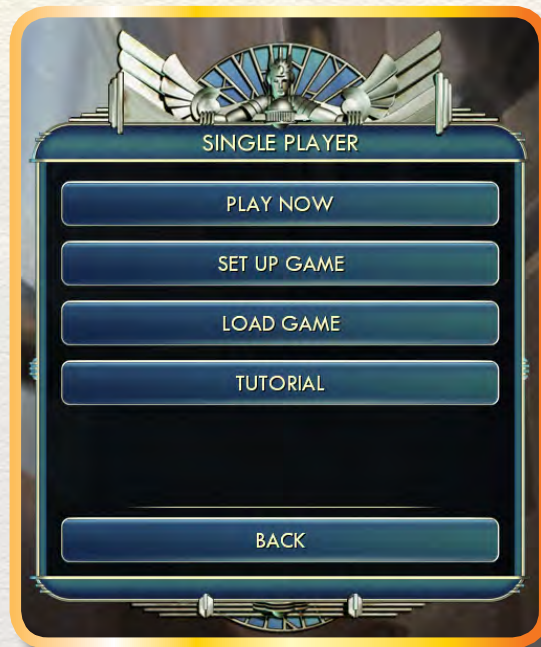 SINGLE PLAYER
PLAY NOW
SET UP GAME
LOAD GAME
TUTORIAL
BACK